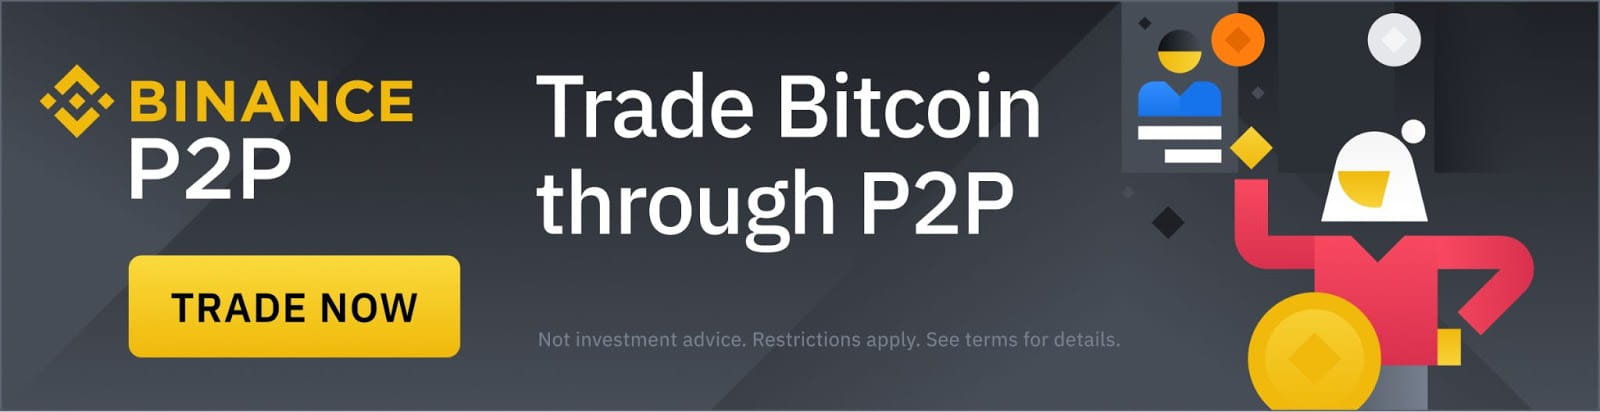 BINANCE
P2P
TRADE NOW
Trade Bitcoin
through P2P
Not investment advice. Restrictions apply. See terms for details.